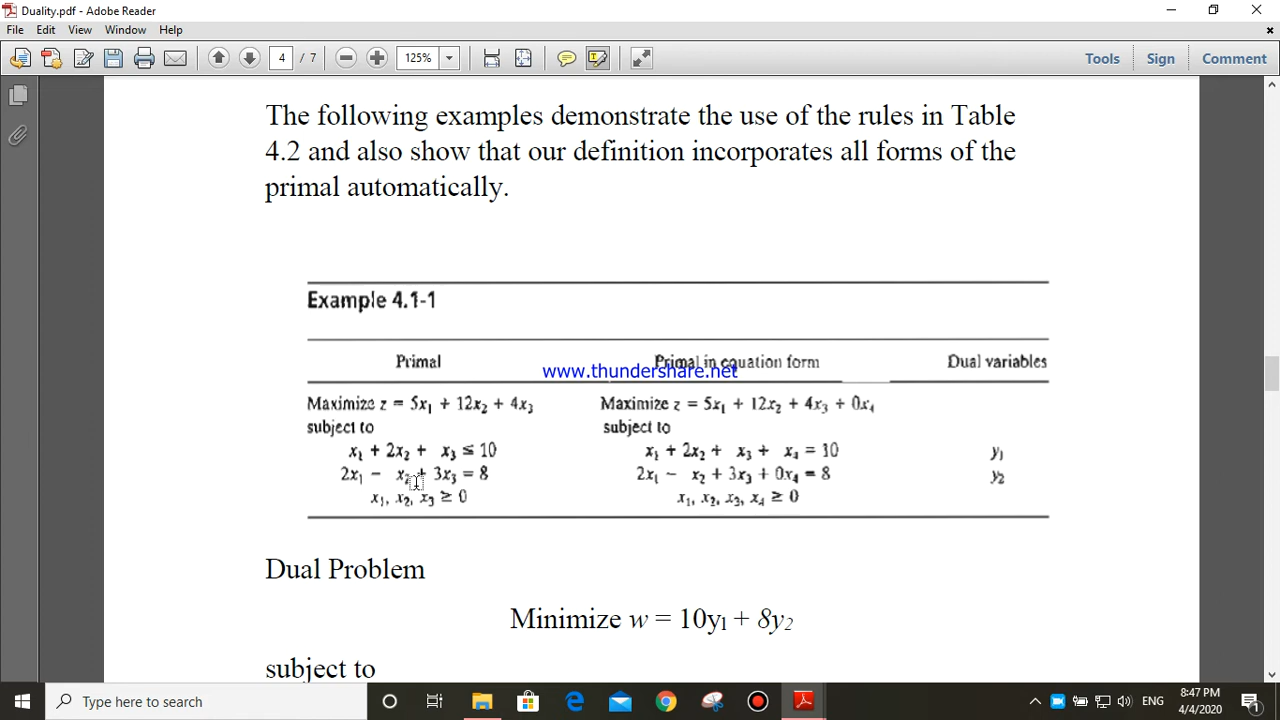 Duality.pdf - Adobe Reader
File Edit View Window Help
4 / 7 125% Tools Sign Comment
The following examples demonstrate the use of the rules in Table
4.2 and also show that our definition incorporates all forms of the
primal automatically.
Example 4.1-1
Primal Primal in equation form Dual variables
www.thundershare.net
Maximize z = 5x₁ + 12x₂ + 4x₃ Maximize z = 5x₁ + 12x₂ + 4x₃ + 0x₄
subject to subject to
x₁ + 2x₂ + x₃ ≤ 10 x₁ + 2x₂ + x₃ + x₄ = 10 y₁
2x₁ − x₂ + 3x₃ = 8 2x₁ − x₂ + 3x₃ + 0x₄ = 8 y₂
x₁, x₂, x₃ ≥ 0 x₁, x₂, x₃, x₄ ≥ 0
Dual Problem
Minimize w = 10y₁ + 8y₂
subject to
Type here to search
ENG
8:47 PM
4/4/2020
1